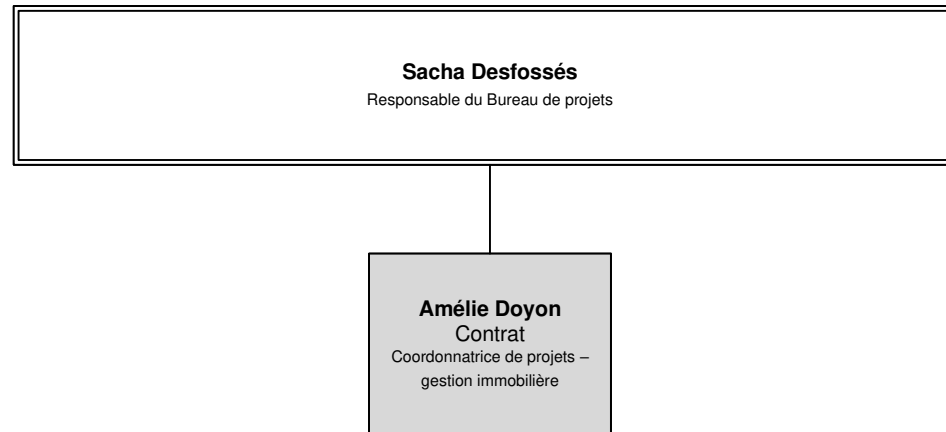 Sacha Desfossés
Responsable du Bureau de projets
Amélie Doyon
Contrat
Coordonnatrice de projets –
gestion immobilière